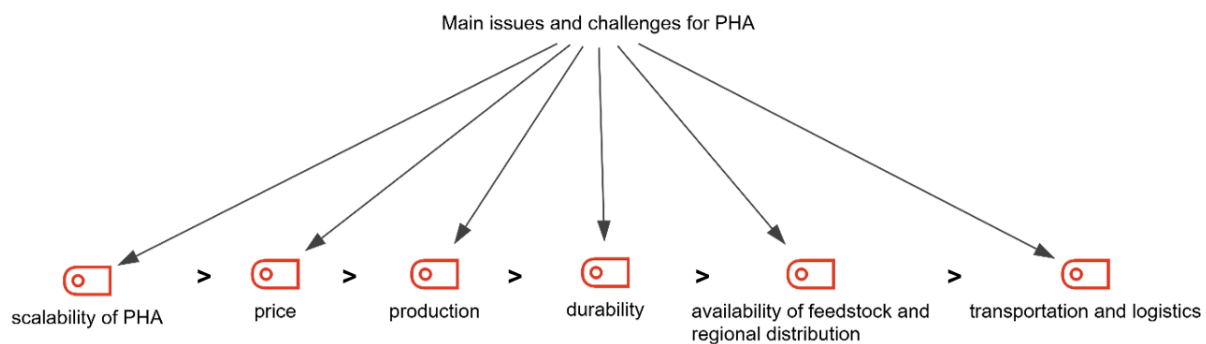 Main issues and challenges for PHA
> > > > >
scalability of PHA
price
production
durability
availability of feedstock and
regional distribution
transportation and logistics